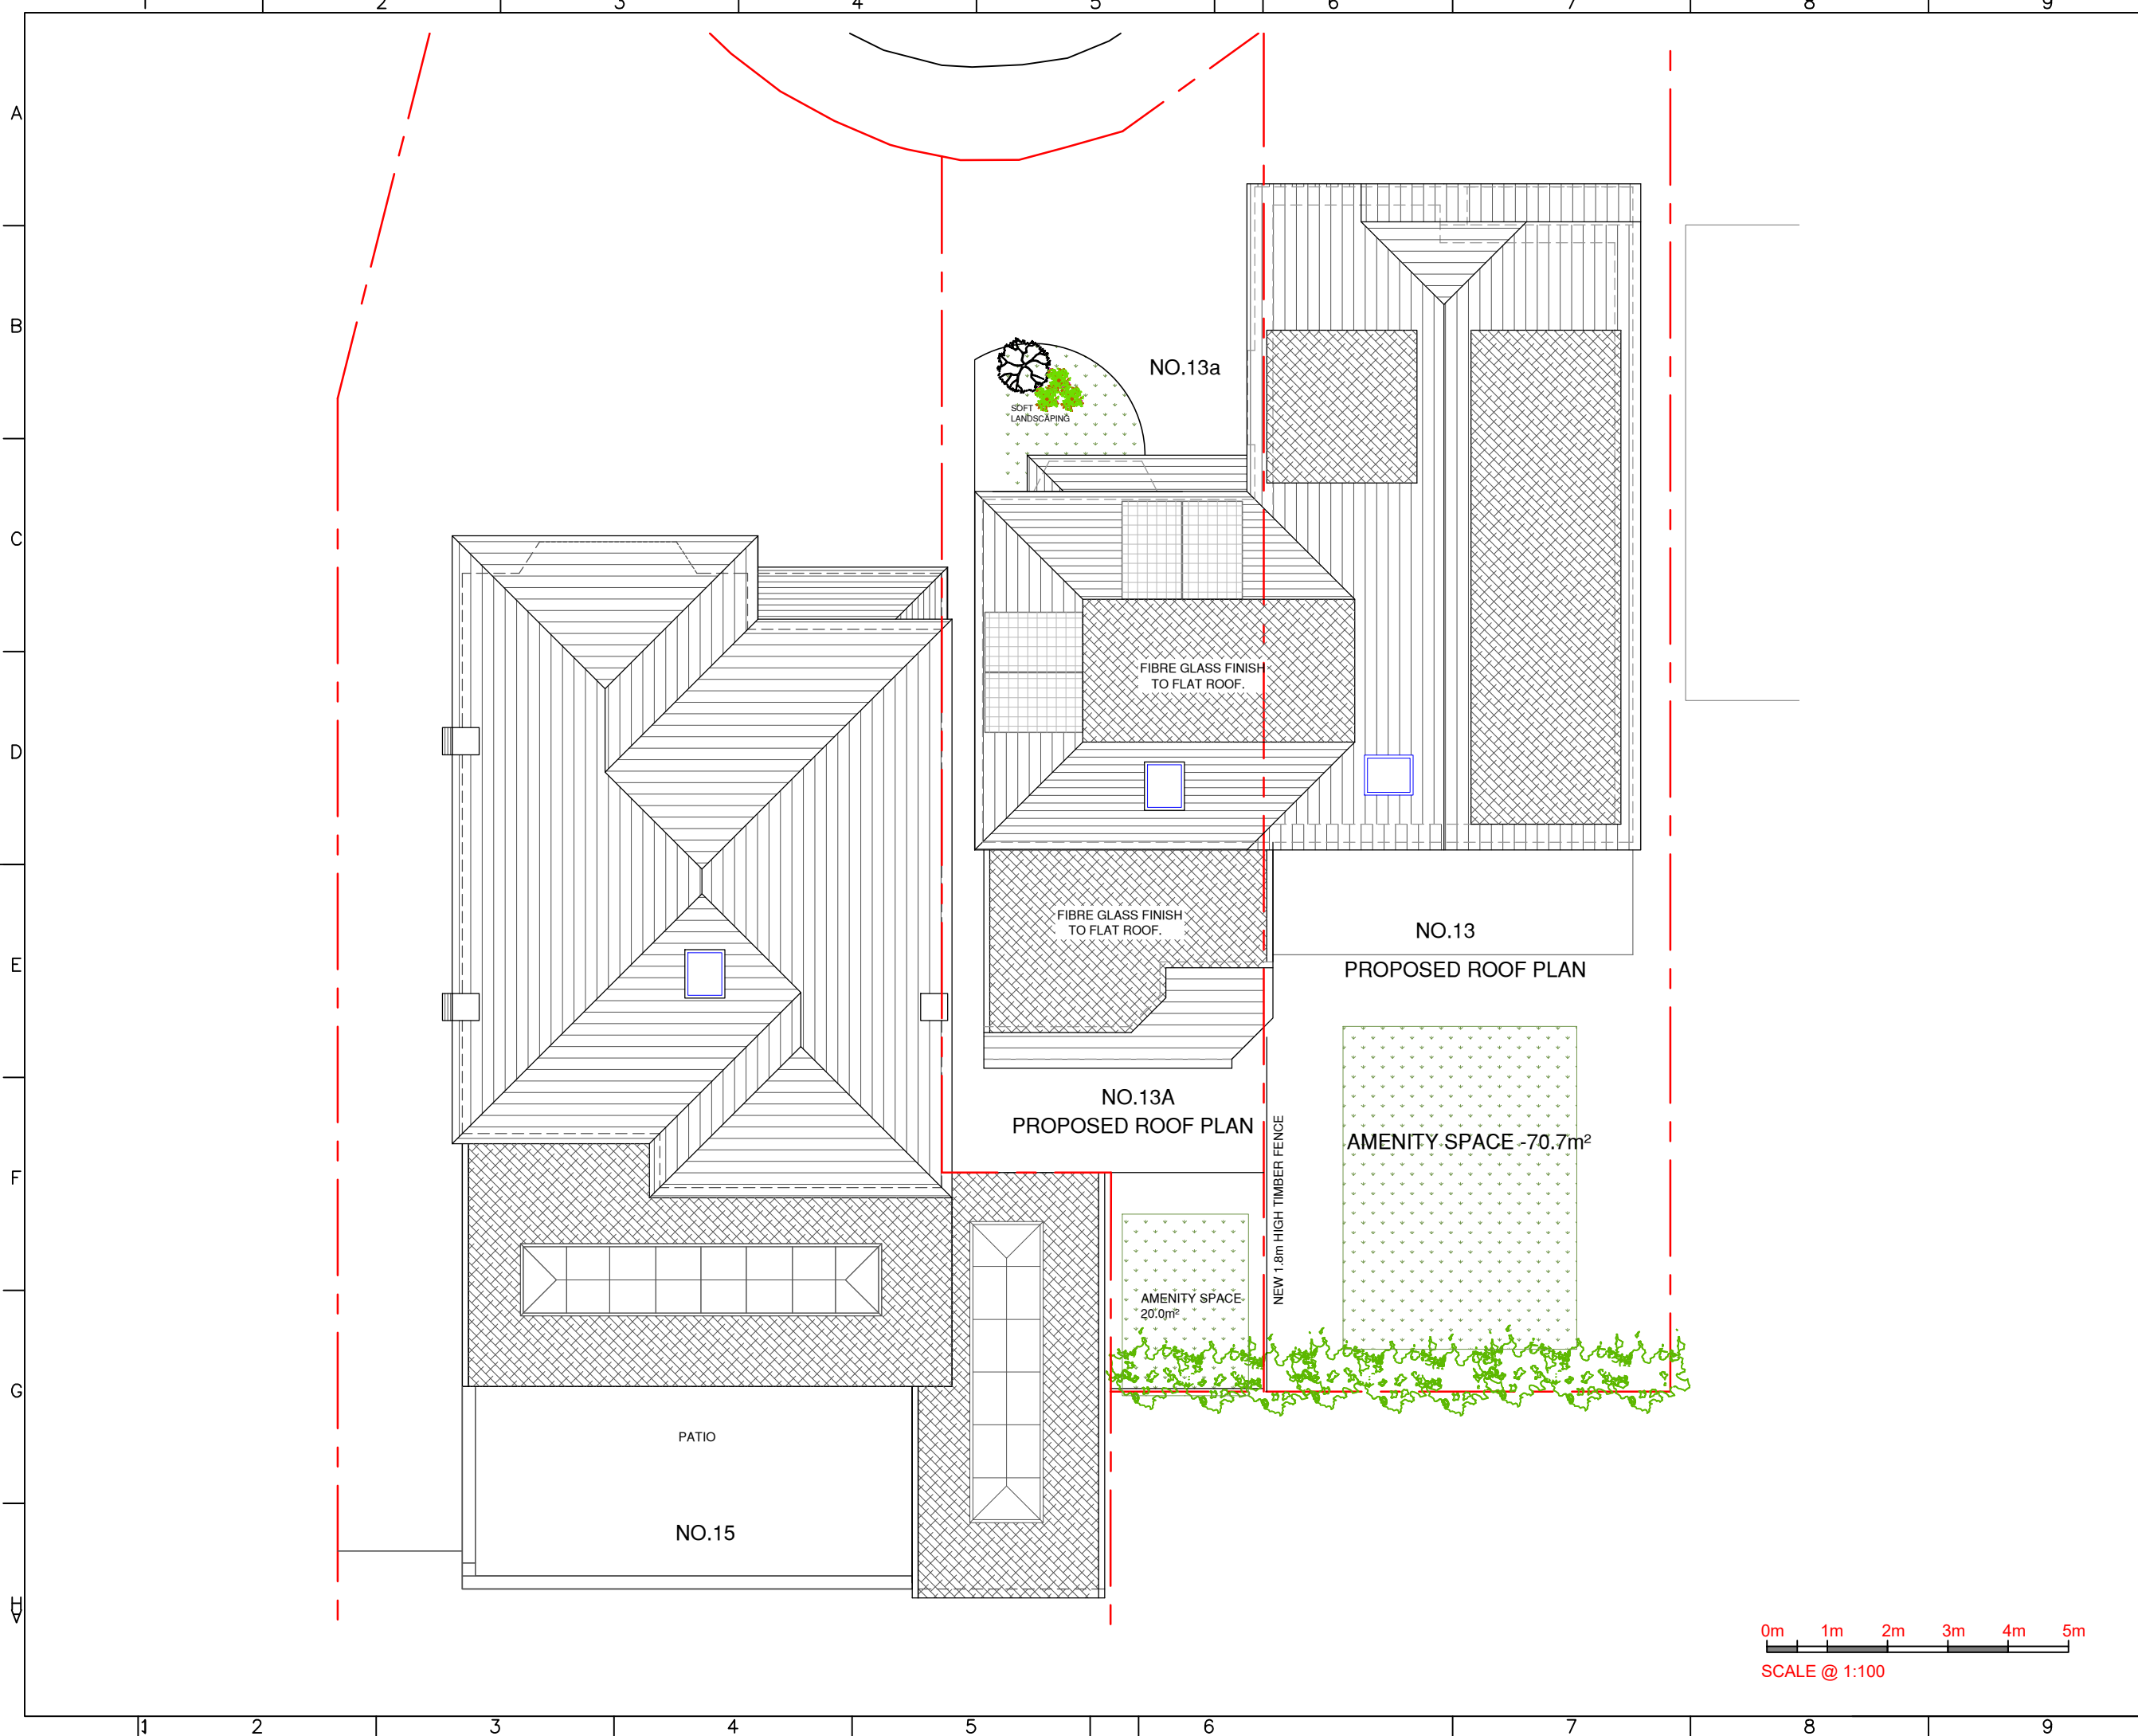 1 2 3 4 5 6 7 8 9
A
B
C
D
E
F
G
H
NO.13a
SOFT
LANDSCAPING
FIBRE GLASS FINISH
TO FLAT ROOF.
FIBRE GLASS FINISH
TO FLAT ROOF.
NO.13
PROPOSED ROOF PLAN
NO.13A
PROPOSED ROOF PLAN
NEW 1.8m HIGH TIMBER FENCE
AMENITY SPACE -70.7m²
AMENITY SPACE
20.0m²
PATIO
NO.15
0m 1m 2m 3m 4m 5m
SCALE @ 1:100
1 2 3 4 5 6 7 8 9